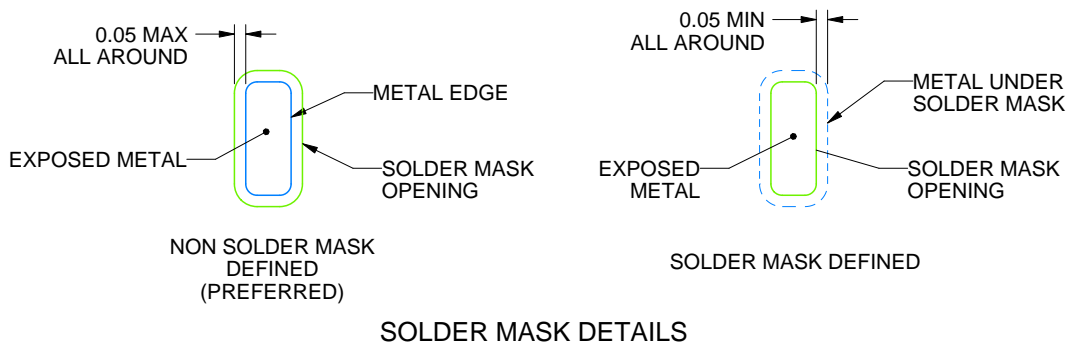 0.05 MAX
ALL AROUND
METAL EDGE
EXPOSED METAL
SOLDER MASK
OPENING
NON SOLDER MASK
DEFINED
(PREFERRED)
0.05 MIN
ALL AROUND
METAL UNDER
SOLDER MASK
EXPOSED
METAL
SOLDER MASK
OPENING
SOLDER MASK DEFINED
SOLDER MASK DETAILS